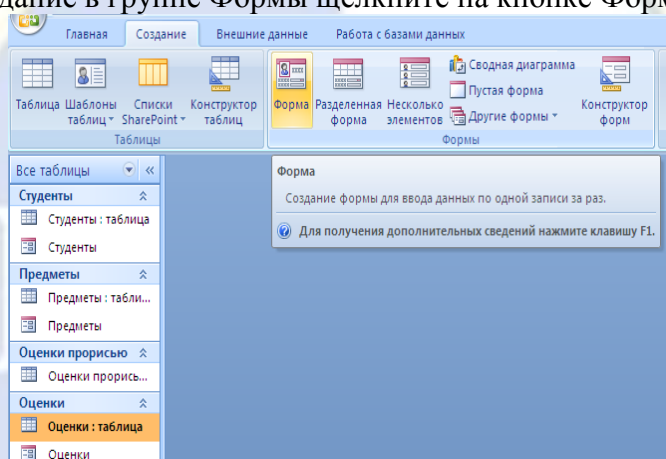 дание в группе Формы щелкните на кнопке Форм
Главная Создание Внешние данные Работа с базами данных
Таблица Шаблоны таблиц Списки SharePoint Конструктор таблиц
Таблицы
Форма Разделенная форма Несколько элементов Сводная диаграмма Пустая форма Другие формы Конструктор форм
Формы
Все таблицы
Студенты
Студенты : таблица
Студенты
Предметы
Предметы : табли...
Предметы
Оценки прорисью
Оценки прорись...
Оценки
Оценки : таблица
Оценки
Форма
Создание формы для ввода данных по одной записи за раз.
Для получения дополнительных сведений нажмите клавишу F1.